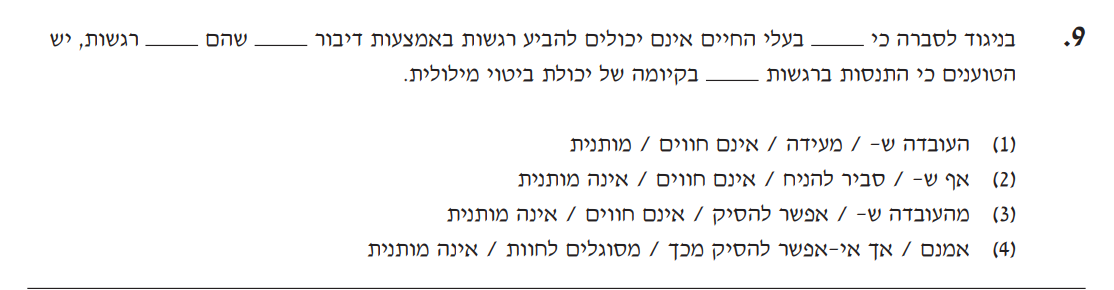 9. בניגוד לסברה כי _____ בעלי החיים אינם יכולים להביע רגשות באמצעות דיבור _____ שהם _____ רגשות, יש
הטוענים כי התנסות ברגשות _____ בקיומה של יכולת ביטוי מילולית.
(1) העובדה ש- / מעידה / אינם חווים / מותנית
(2) אף ש- / סביר להניח / אינם חווים / אינה מותנית
(3) מהעובדה ש- / אפשר להסיק / אינם חווים / אינה מותנית
(4) אמנם / אך אי-אפשר להסיק מכך / מסוגלים לחוות / אינה מותנית